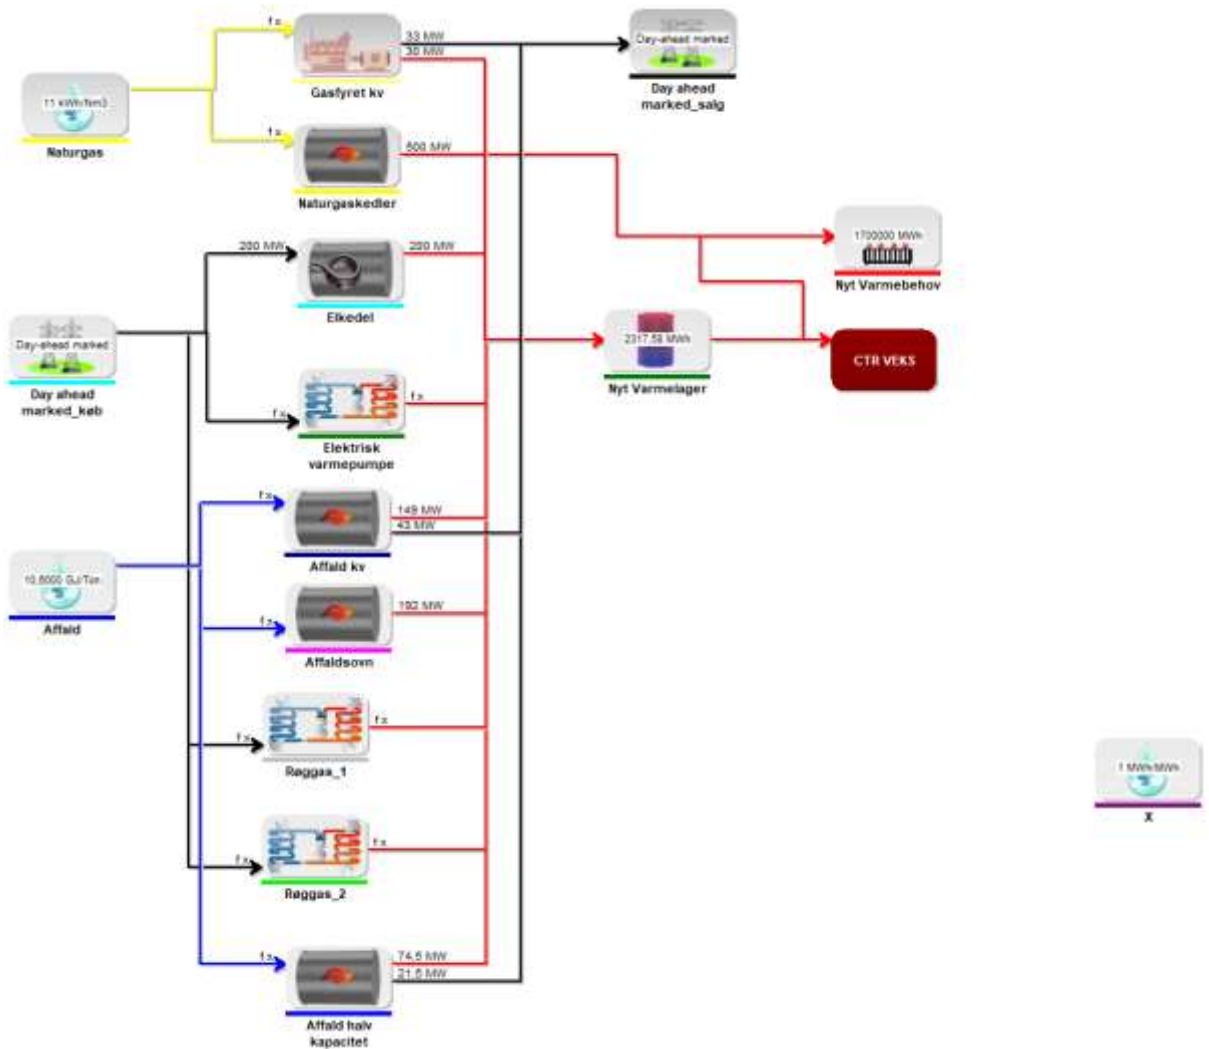 f x
33 MW
30 MW
Gasfyret kv
Day-ahead marked
Day ahead
marked_salg
11 kWh/Nm3
Naturgas
f x
500 MW
Naturgaskedler
200 MW
200 MW
Elkedel
1700000 MWh
Nyt Varmebehov
Day-ahead marked
Day ahead
marked_køb
2317,58 MWh
Nyt Varmelager
CTR VEKS
f x
f x
Elektrisk
varmepumpe
f x
149 MW
43 MW
Affald kv
10,6000 GJ/Ton
Affald
f x
192 MW
Affaldsovn
f x
f x
Røggas_1
1 MWh/MWh
X
f x
f x
Røggas_2
f x
74,5 MW
21,5 MW
Affald halv
kapacitet